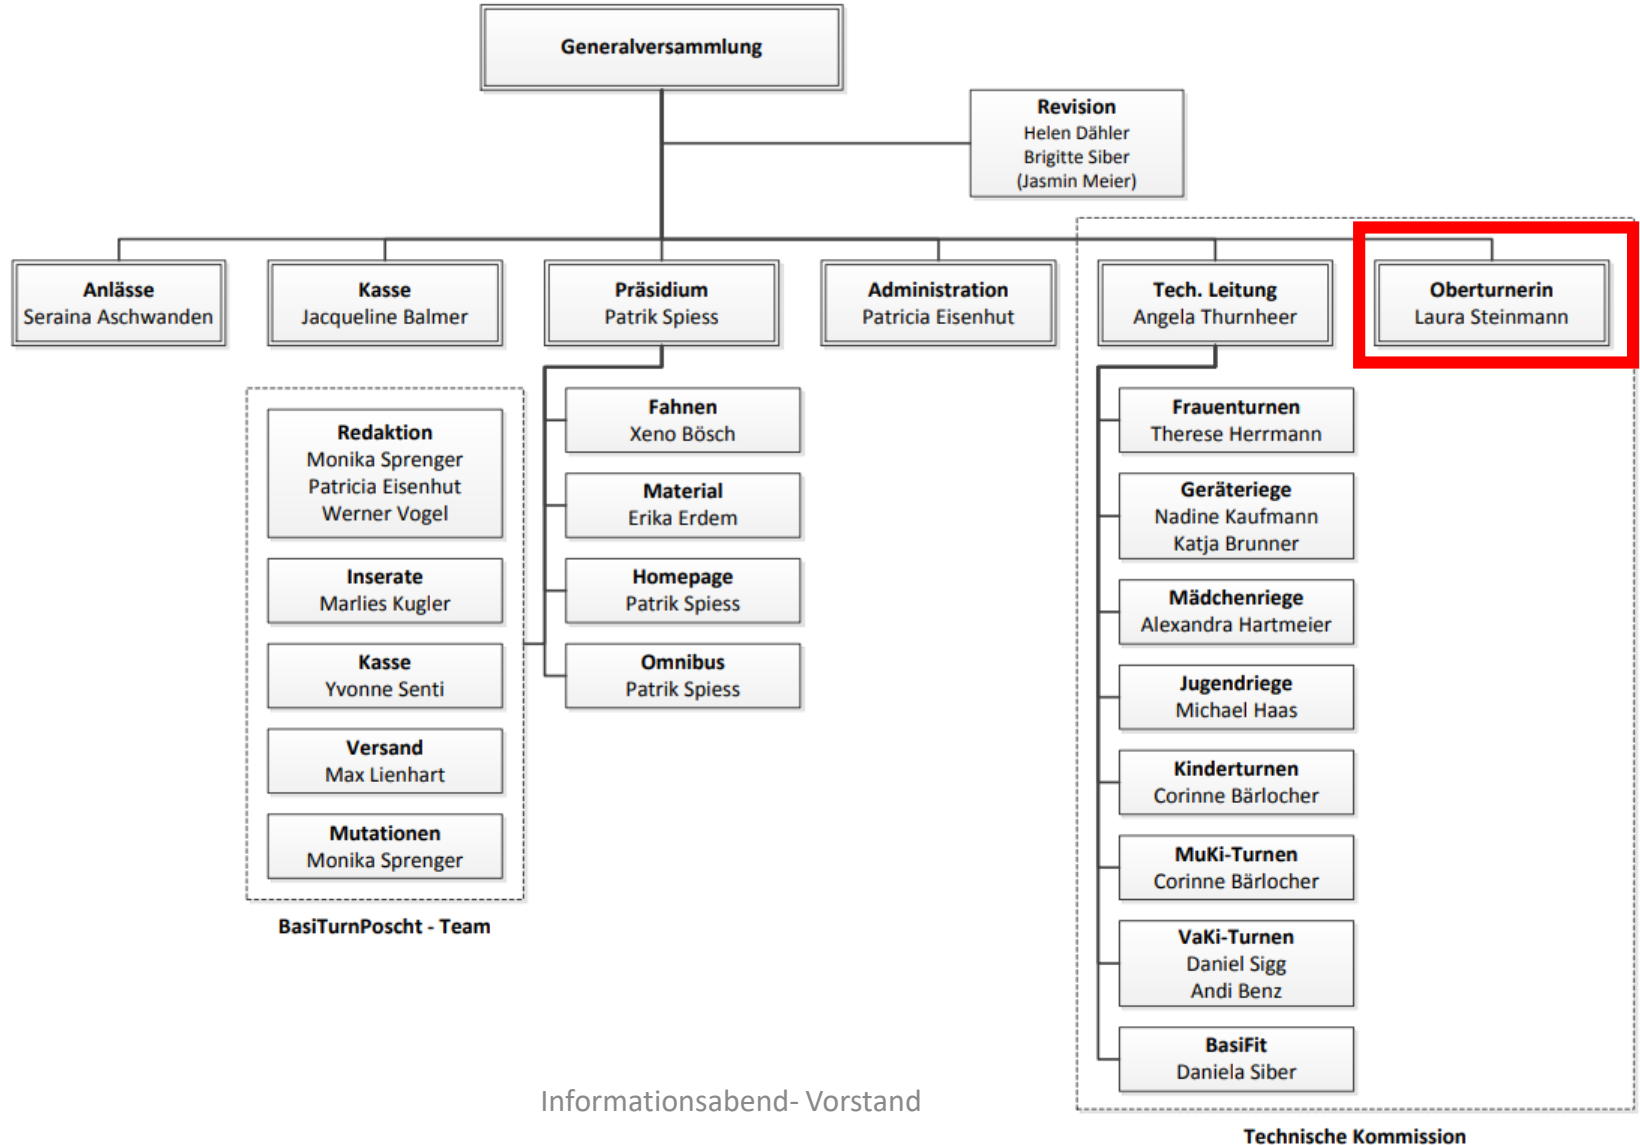 Generalversammlung
Revision
Helen Dähler
Brigitte Siber
(Jasmin Meier)
Anlässe
Seraina Aschwanden
Kasse
Jacqueline Balmer
Präsidium
Patrik Spiess
Administration
Patricia Eisenhut
Tech. Leitung
Angela Thurnheer
Oberturnerin
Laura Steinmann
Redaktion
Monika Sprenger
Patricia Eisenhut
Werner Vogel
Inserate
Marlies Kugler
Kasse
Yvonne Senti
Versand
Max Lienhart
Mutationen
Monika Sprenger
BasiTurnPoscht - Team
Fahnen
Xeno Bösch
Material
Erika Erdem
Homepage
Patrik Spiess
Omnibus
Patrik Spiess
Frauenturnen
Therese Herrmann
Geräteriege
Nadine Kaufmann
Katja Brunner
Mädchenriege
Alexandra Hartmeier
Jugendriege
Michael Haas
Kinderturnen
Corinne Bärlocher
MuKi-Turnen
Corinne Bärlocher
VaKi-Turnen
Daniel Sigg
Andi Benz
BasiFit
Daniela Siber
Informationsabend- Vorstand
Technische Kommission